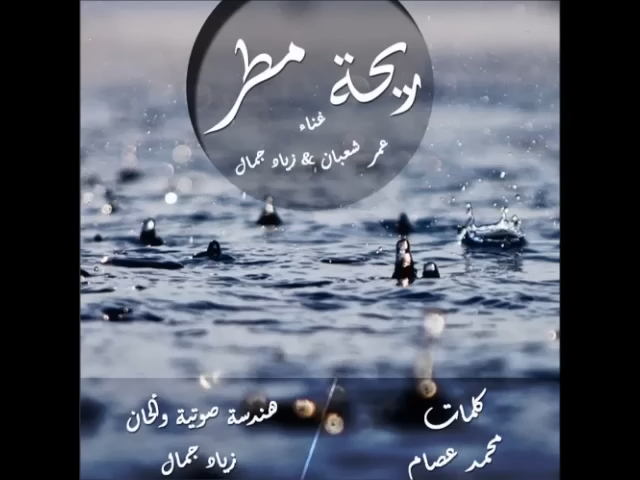 ريحة مطر
غناء
عمر شعبان & زياد جمال
كلمات
محمد عصام
هندسة صوتية وألحان
زياد جمال